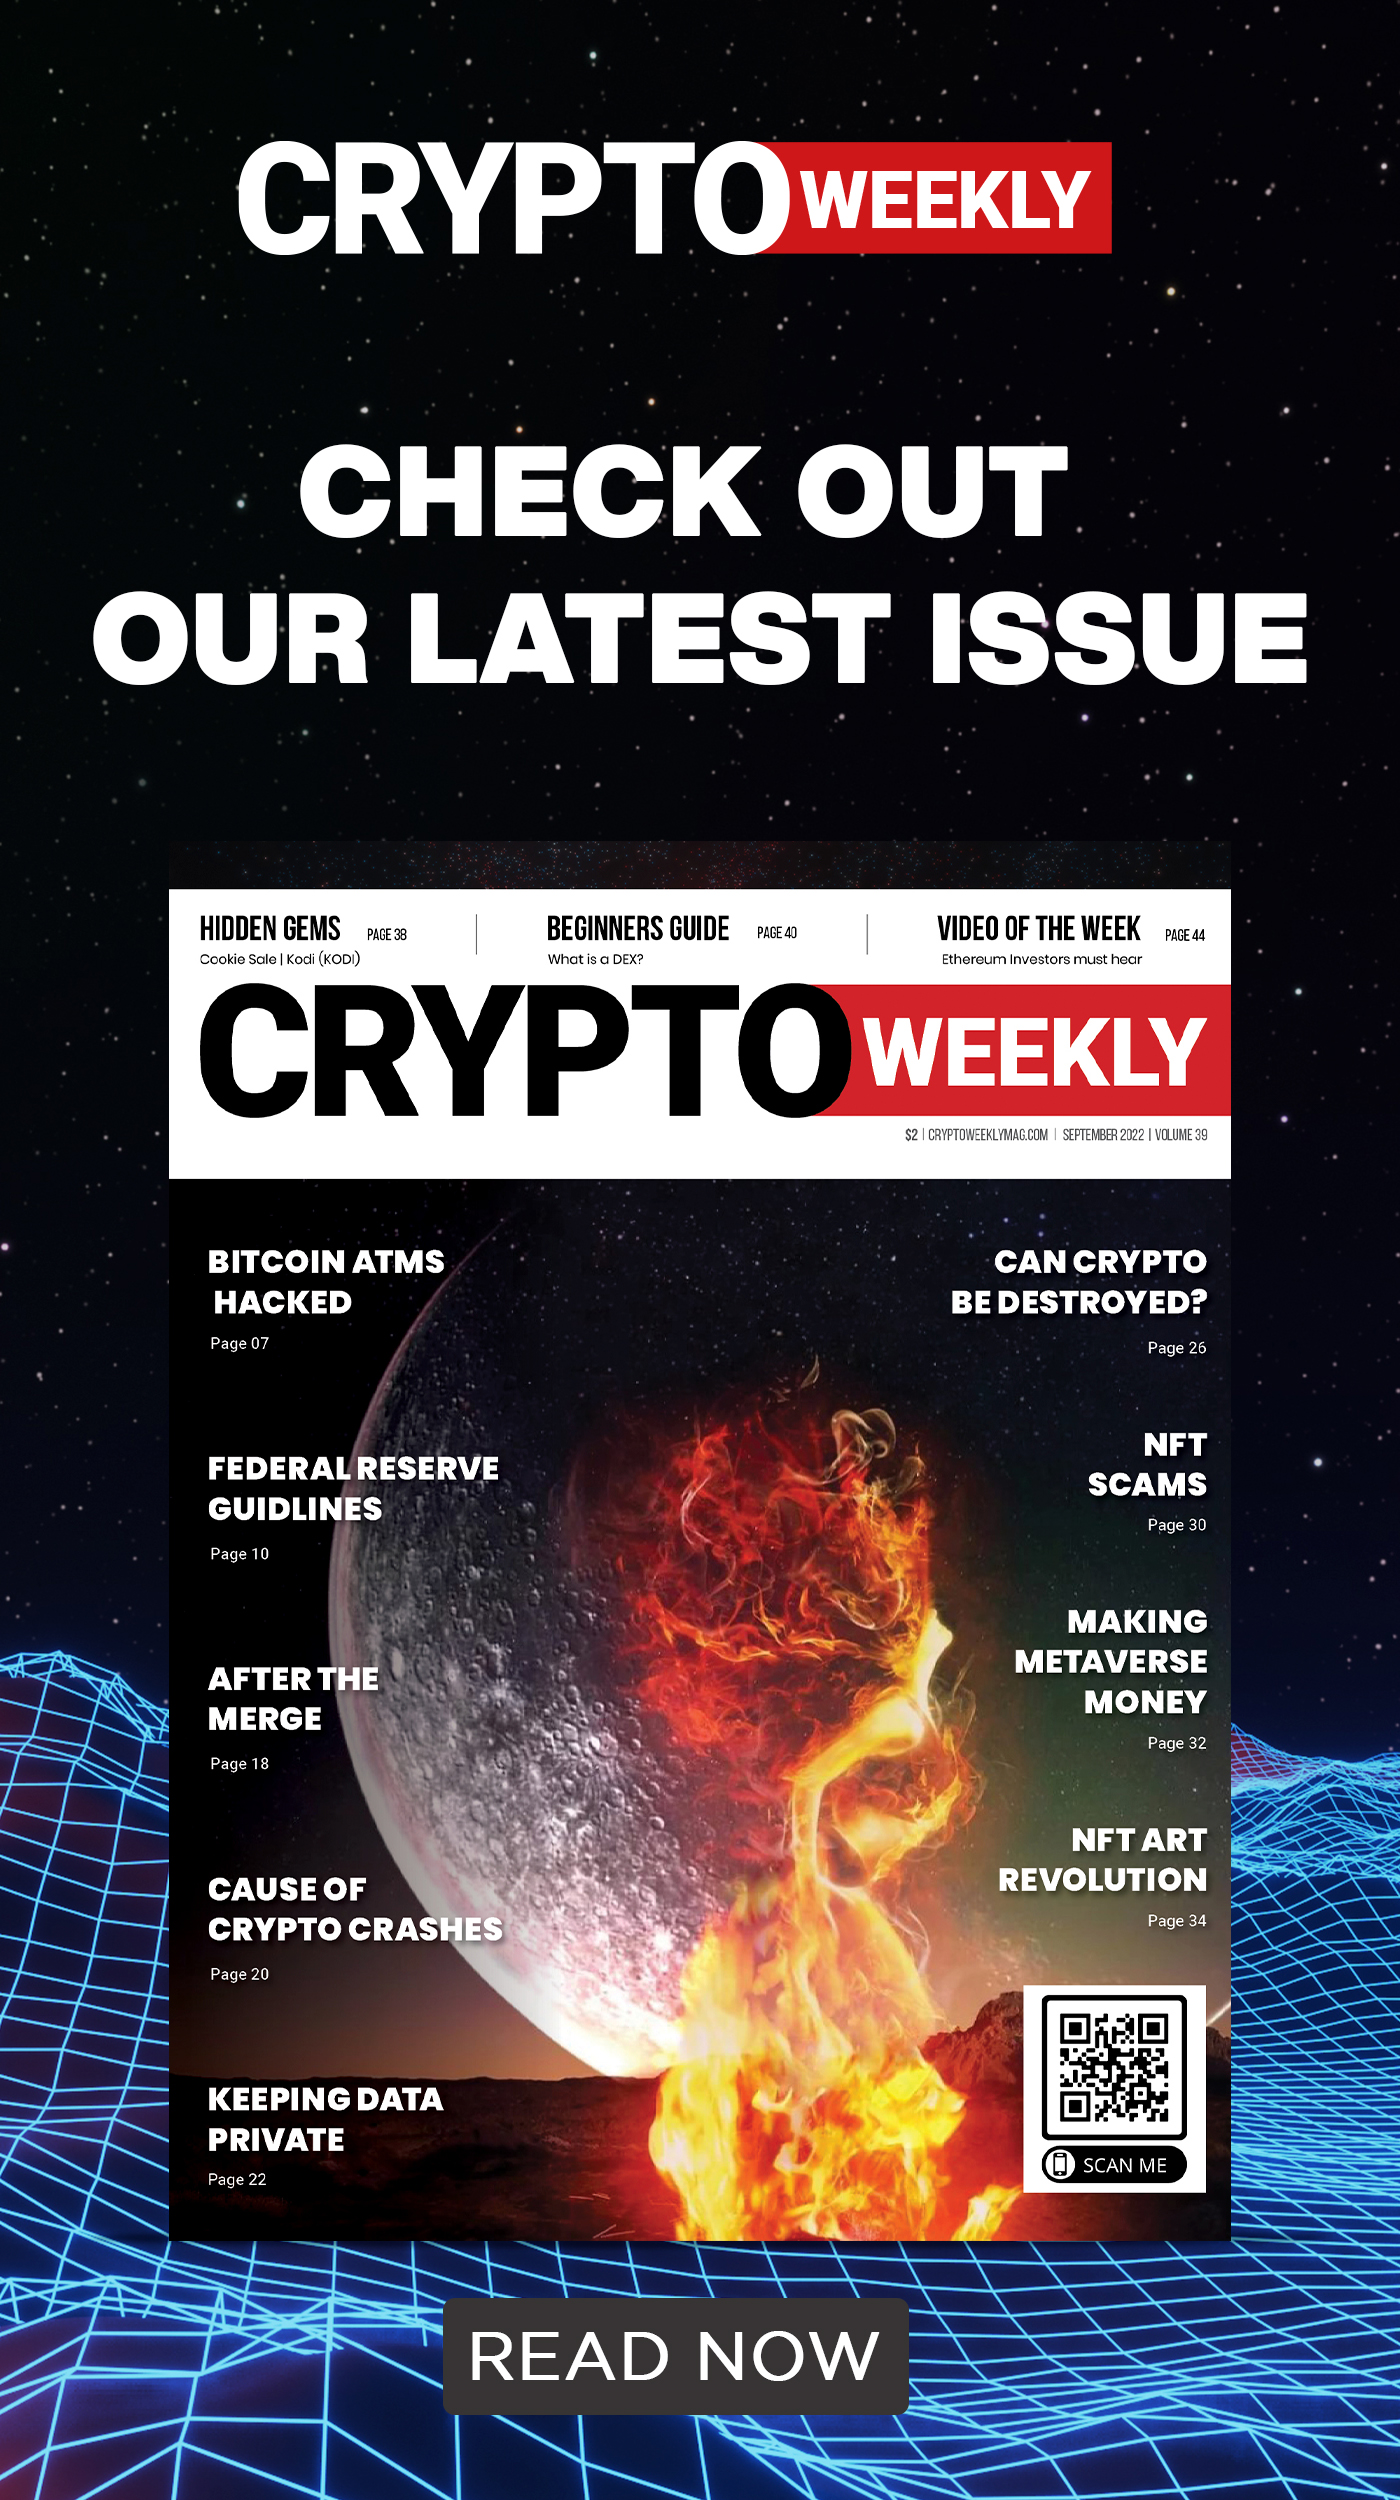 CRYPTO WEEKLY
CHECK OUT
OUR LATEST ISSUE
HIDDEN GEMS PAGE 38
Cookie Sale | Kodi (KODI)
BEGINNERS GUIDE PAGE 40
What is a DEX?
VIDEO OF THE WEEK PAGE 44
Ethereum Investors must hear
CRYPTO WEEKLY
$2 | CRYPTOWEEKLYMAG.COM | SEPTEMBER 2022 | VOLUME 39
BITCOIN ATMS
HACKED
Page 07
FEDERAL RESERVE
GUIDLINES
Page 10
AFTER THE
MERGE
Page 18
CAUSE OF
CRYPTO CRASHES
Page 20
KEEPING DATA
PRIVATE
Page 22
CAN CRYPTO
BE DESTROYED?
Page 26
NFT
SCAMS
Page 30
MAKING
METAVERSE
MONEY
Page 32
NFT ART
REVOLUTION
Page 34
SCAN ME
READ NOW